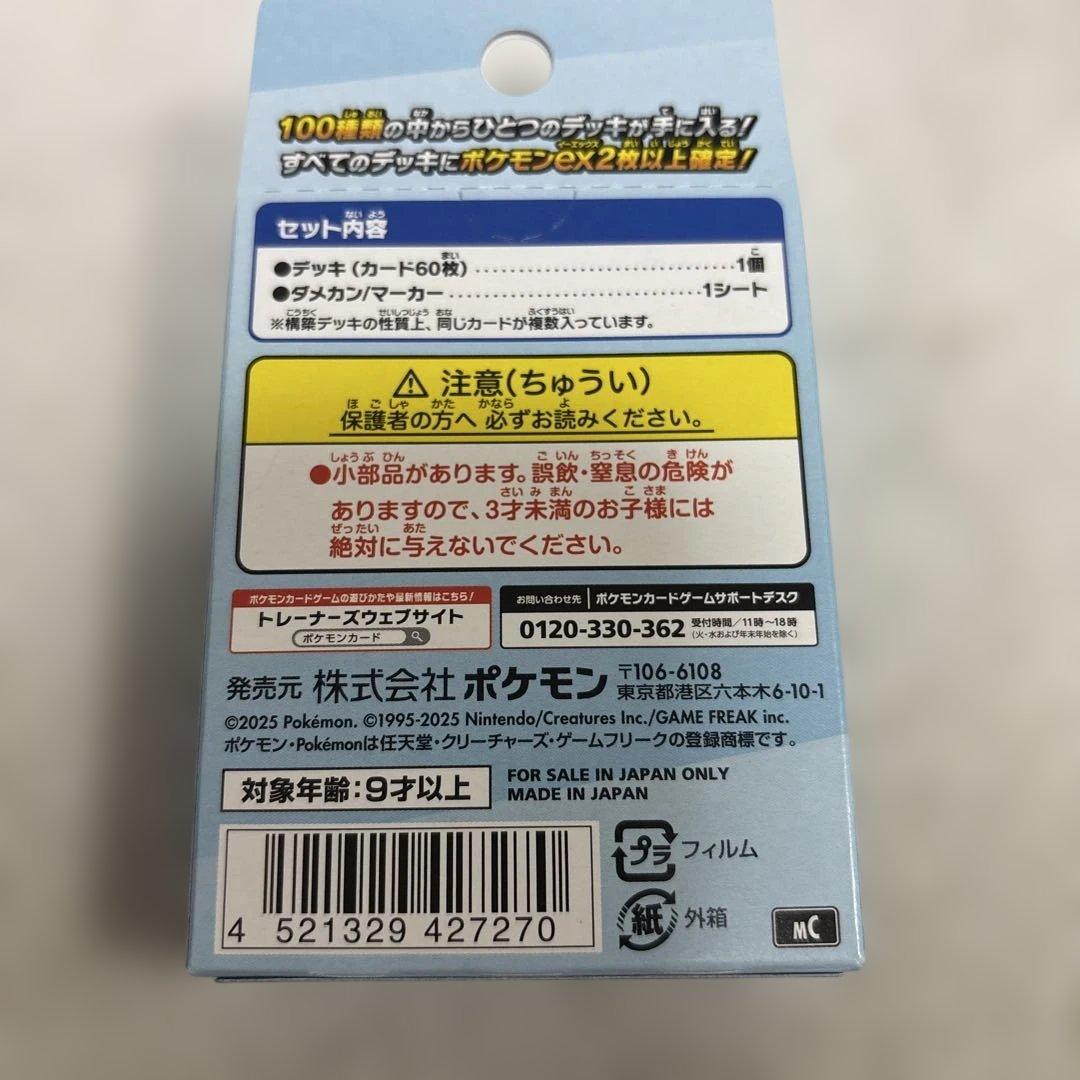 100種類の中からひとつのデッキが手に入る!
すべてのデッキにポケモンex2枚以上確定!
セット内容
●デッキ(カード60枚)..............................1個
●ダメカン/マーカー..............................1シート
※構築デッキの性質上、同じカードが複数入っています。
⚠ 注意(ちゅうい)
保護者の方へ 必ずお読みください。
●小部品があります。誤飲・窒息の危険が
ありますので、3才未満のお子様には
絶対に与えないでください。
ポケモンカードゲームの遊びかたや最新情報はこちら!
トレーナーズウェブサイト
ポケモンカード
お問い合わせ先 ポケモンカードゲームサポートデスク
0120-330-362 受付時間/11時~18時
(火・水および年末年始を除く)
発売元 株式会社 ポケモン 〒106-6108
東京都港区六本木6-10-1
©2025 Pokémon. ©1995-2025 Nintendo/Creatures Inc./GAME FREAK inc.
ポケモン・Pokémonは任天堂・クリーチャーズ・ゲームフリークの登録商標です。
対象年齢:9才以上
FOR SALE IN JAPAN ONLY
MADE IN JAPAN
4 521329 427270
プラ フィルム
紙 外箱
MC